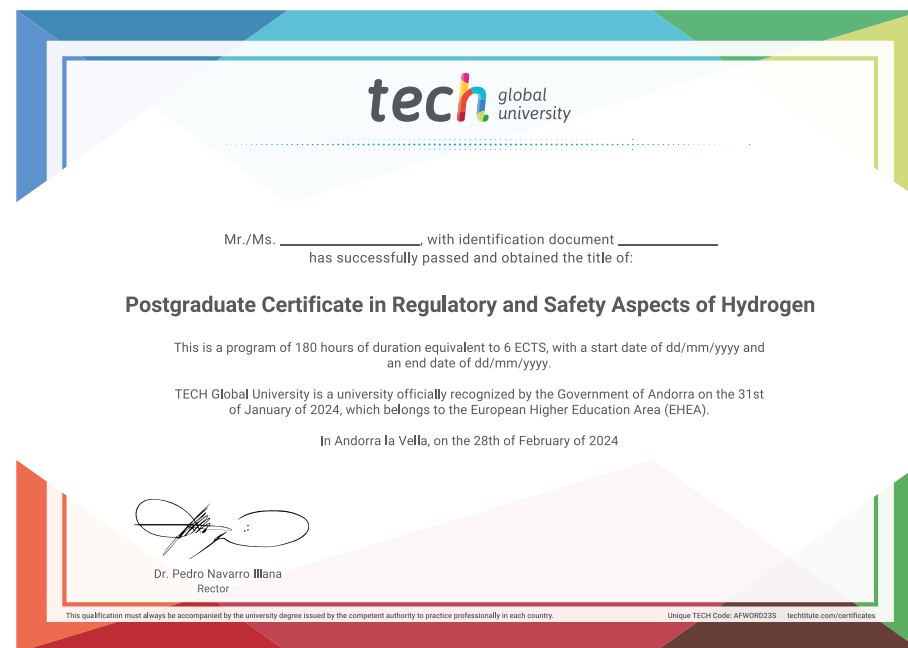 tech global university
Mr./Ms. ____________, with identification document ____________
has successfully passed and obtained the title of:
Postgraduate Certificate in Regulatory and Safety Aspects of Hydrogen
This is a program of 180 hours of duration equivalent to 6 ECTS, with a start date of dd/mm/yyyy and
an end date of dd/mm/yyyy.
TECH Global University is a university officially recognized by the Government of Andorra on the 31st
of January of 2024, which belongs to the European Higher Education Area (EHEA).
In Andorra la Vella, on the 28th of February of 2024
Dr. Pedro Navarro Illana
Rector
This qualification must always be accompanied by the university degree issued by the competent authority to practice professionally in each country.
Unique TECH Code: AFWORD23S techtitute.com/certificates